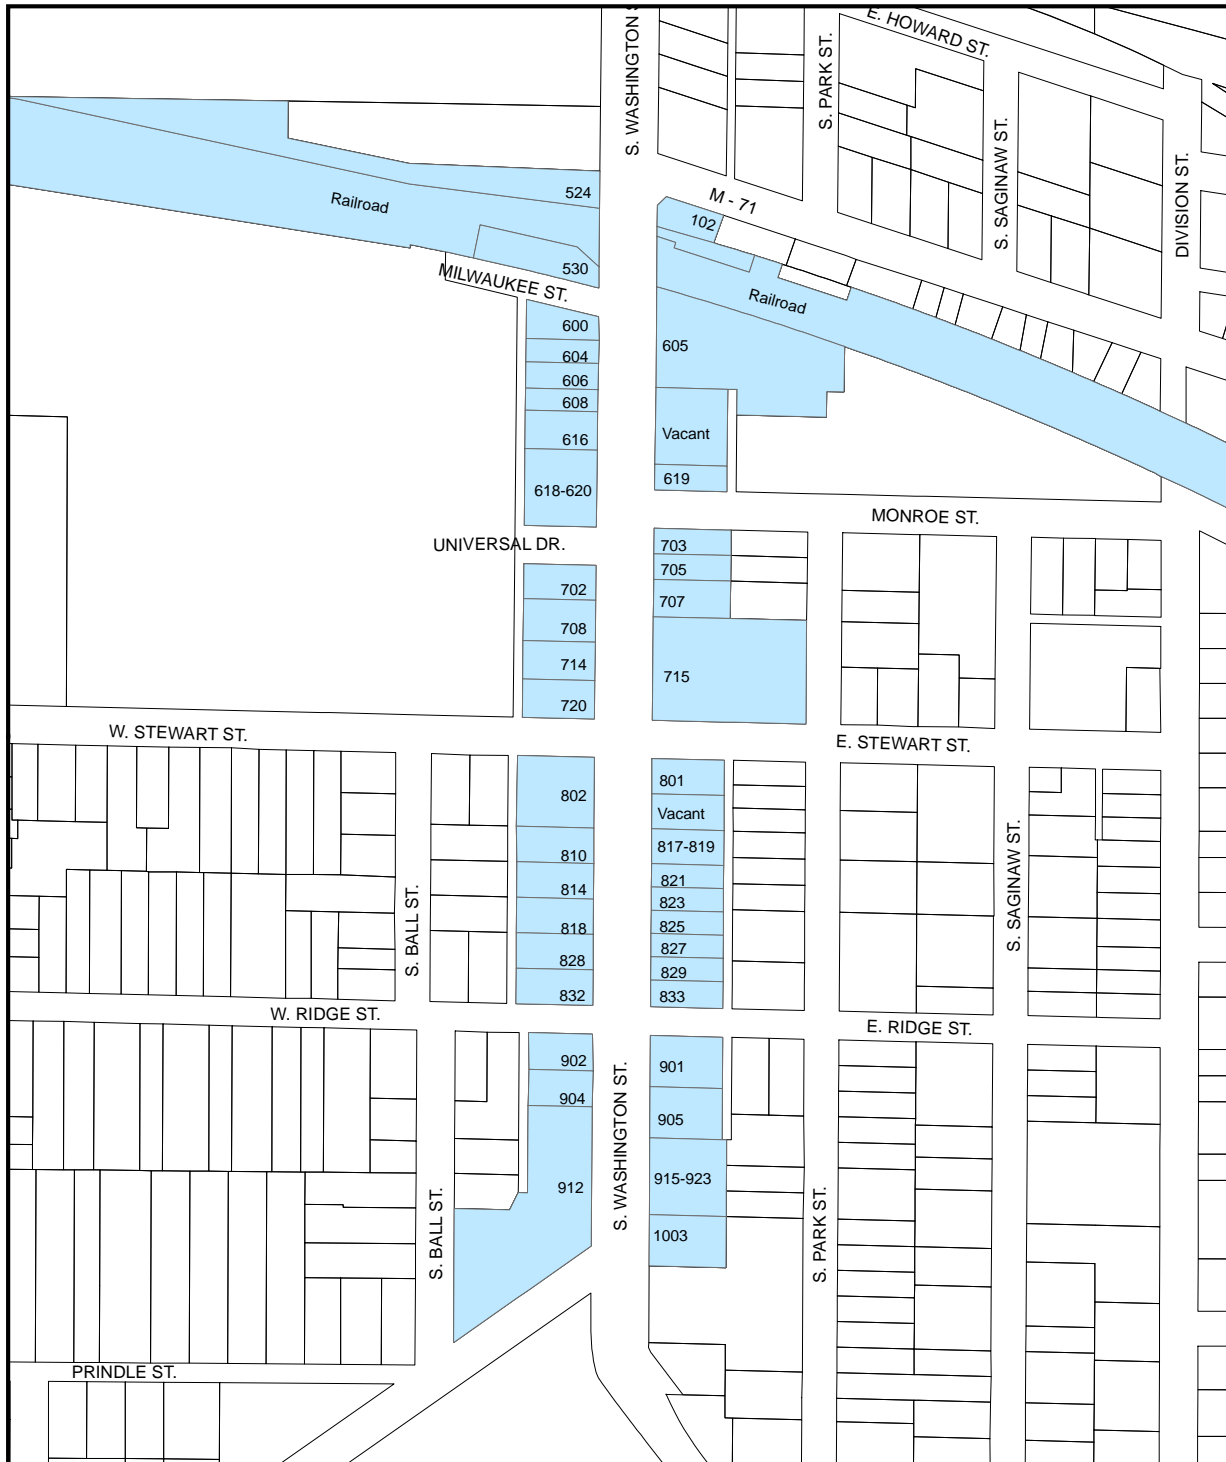 E. HOWARD ST.
S. WASHINGTON S
S. PARK ST.
S. SAGINAW ST.
DIVISION ST.
M - 71
524
Railroad
102
530
MILWAUKEE ST.
Railroad
600
605
604
606
608
616
Vacant
619
618-620
MONROE ST.
UNIVERSAL DR.
703
705
702
707
708
714
715
720
W. STEWART ST.
E. STEWART ST.
802
801
Vacant
810
817-819
814
821
823
818
825
828
827
829
832
833
S. BALL ST.
S. SAGINAW ST.
W. RIDGE ST.
E. RIDGE ST.
902
901
904
905
912
915-923
1003
S. WASHINGTON ST.
S. BALL ST.
S. PARK ST.
PRINDLE ST.